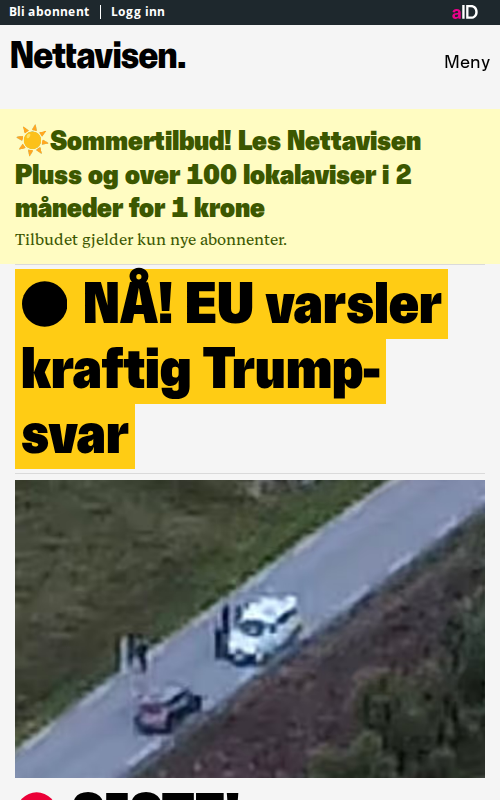 Bli abonnent | Logg inn
aID
Nettavisen.
Meny
☀️Sommertilbud! Les Nettavisen
Pluss og over 100 lokalaviser i 2
måneder for 1 krone
Tilbudet gjelder kun nye abonnenter.
● NÅ! EU varsler
kraftig Trump-
svar